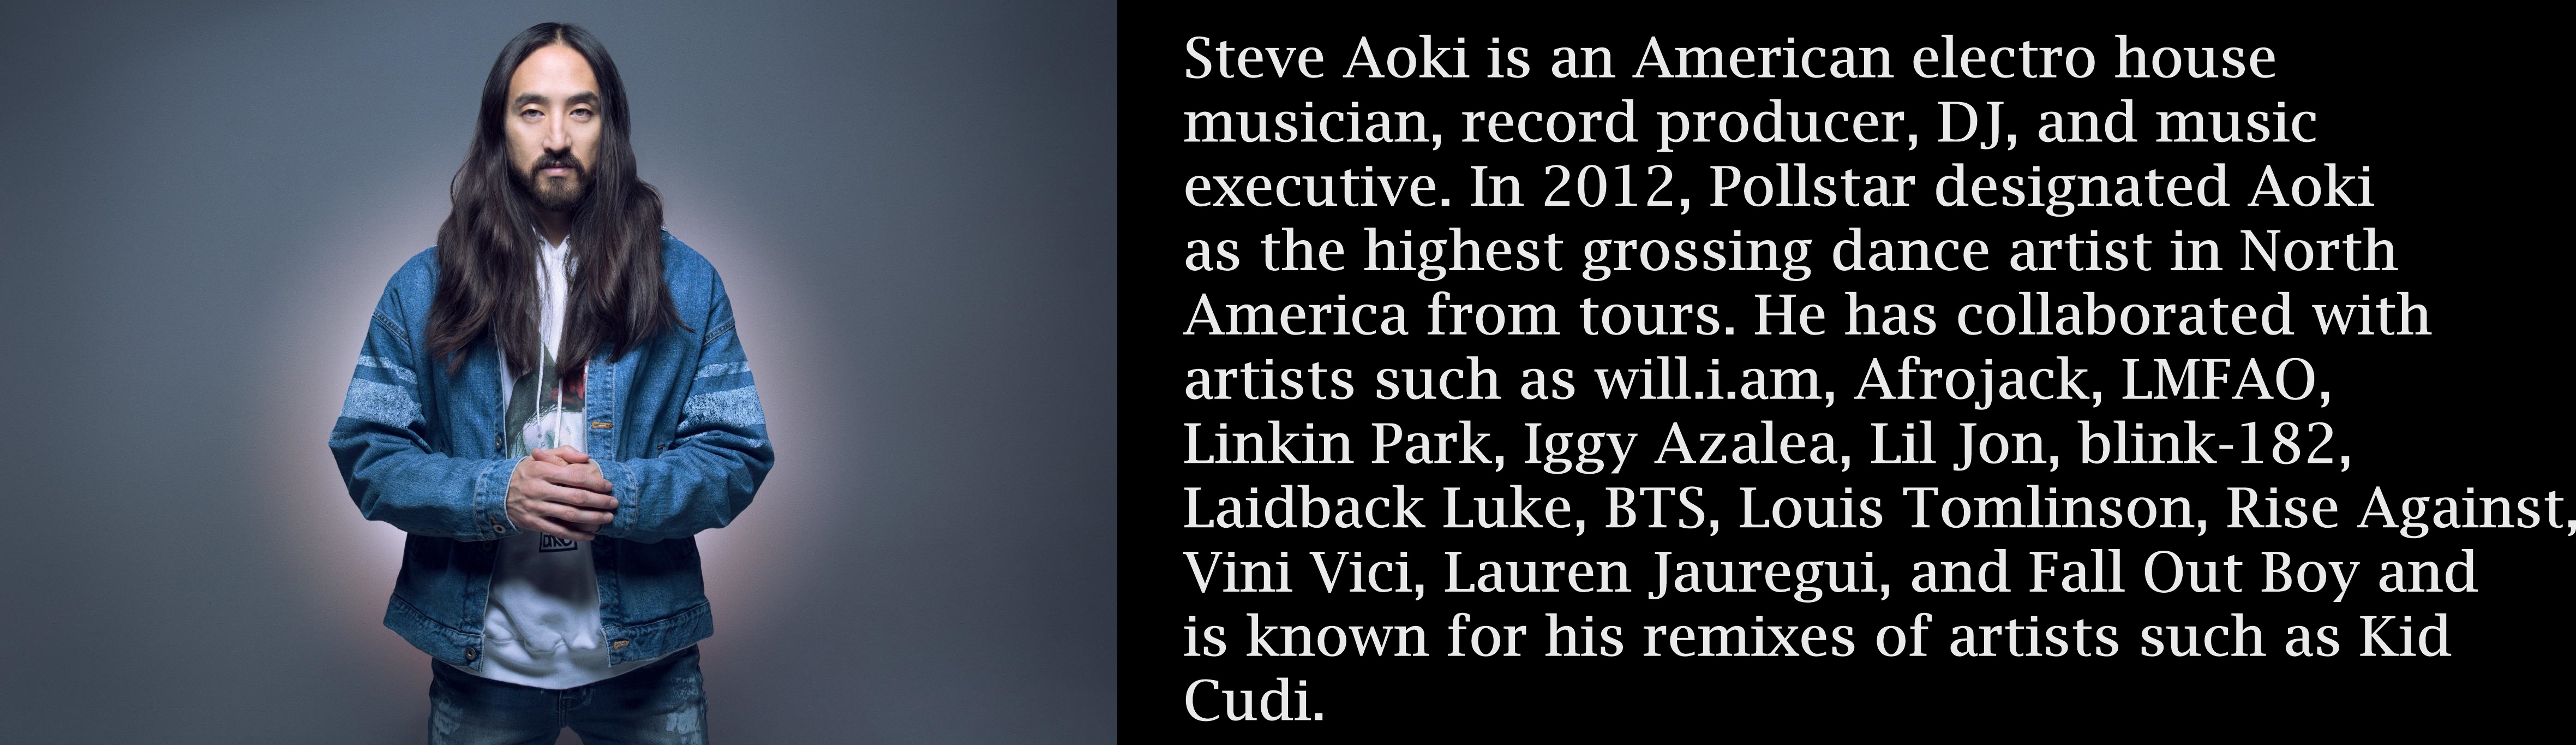 Steve Aoki is an American electro house
musician, record producer, DJ, and music
executive. In 2012, Pollstar designated Aoki
as the highest grossing dance artist in North
America from tours. He has collaborated with
artists such as will.i.am, Afrojack, LMFAO,
Linkin Park, Iggy Azalea, Lil Jon, blink-182,
Laidback Luke, BTS, Louis Tomlinson, Rise Against,
Vini Vici, Lauren Jauregui, and Fall Out Boy and
is known for his remixes of artists such as Kid
Cudi.